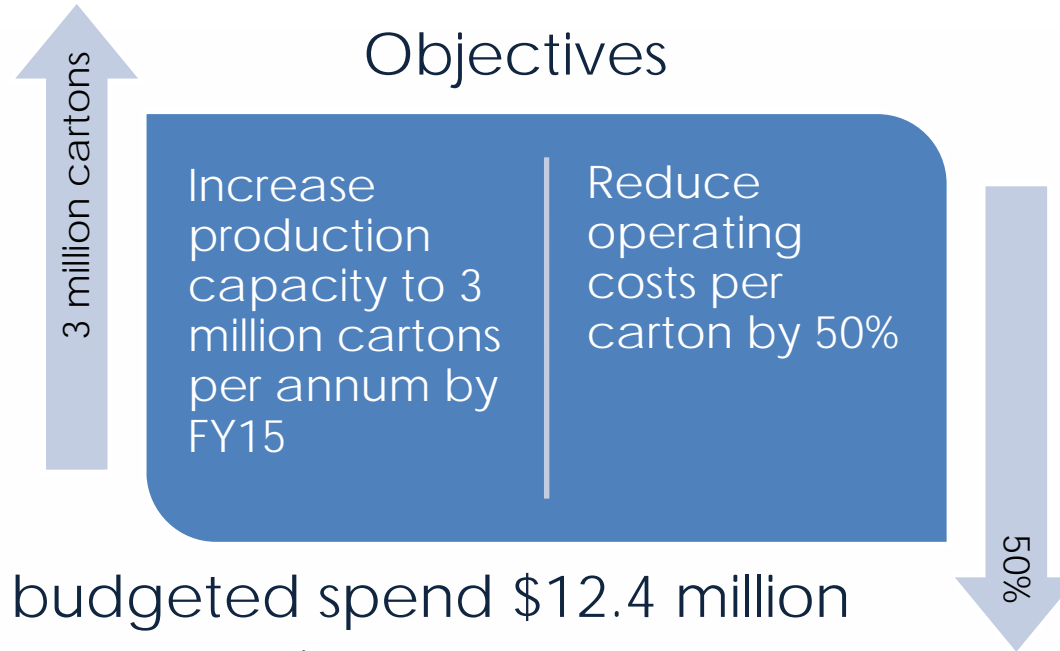 Objectives
3 million cartons
Increase
production
capacity to 3
million cartons
per annum by
FY15
Reduce
operating
costs per
carton by 50%
50%
budgeted spend $12.4 million